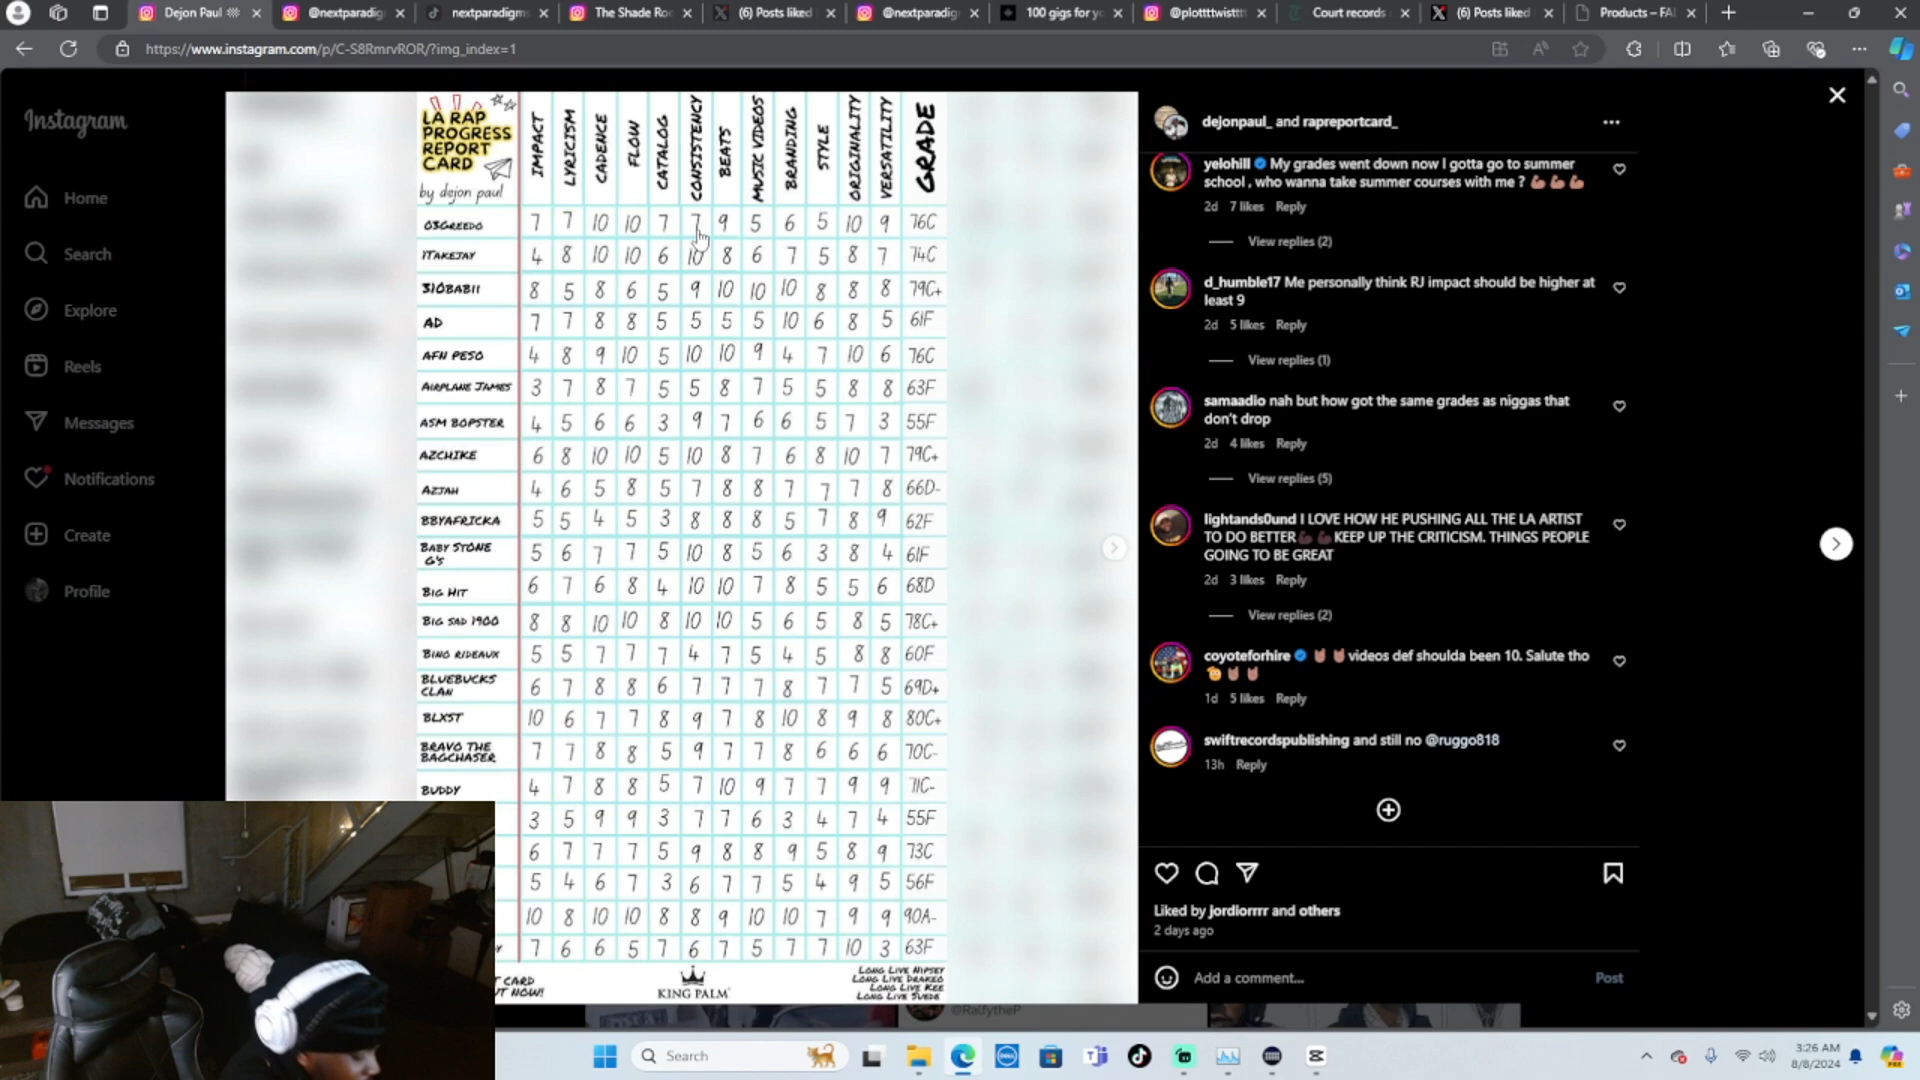 Dejon Paul
@nextparadig
nextparadigm
The Shade Ro
(6) Posts liked
@nextparadig
100 gigs for yo
@plottttwistttt
Court records
(6) Posts liked
Products – FA
https://www.instagram.com/p/C-S8RmrvROR/?img_index=1
Instagram
Home
Search
Explore
Reels
Messages
Notifications
Create
Profile
LA RAP
PROGRESS
REPORT
CARD
by dejon paul
IMPACT LYRICISM CADENCE FLOW CATALOG CONSISTENCY BEATS MUSIC VIDEOS BRANDING STYLE ORIGINALITY VERSATILITY GRADE
03GREEDO 7 7 10 10 7 7 9 5 6 5 10 9 76C
1TAKEJAY 4 8 10 10 6 10 8 6 7 5 8 7 74C
310BABII 8 5 8 6 5 9 10 10 10 8 8 8 79C+
AD 7 7 8 8 5 5 5 5 10 6 8 5 61F
AFN PESO 4 8 9 10 5 10 10 9 4 7 10 6 76C
AIRPLANE JAMES 3 7 8 7 5 5 8 7 5 5 8 8 63F
ASM BOPSTER 4 5 6 6 3 9 7 6 6 5 7 3 55F
AZCHIKE 6 8 10 10 5 10 8 7 6 8 10 7 79C+
AZJAH 4 6 5 8 5 7 8 8 7 7 7 8 66D-
BBYAFRICKA 5 5 4 5 3 8 8 8 5 7 8 9 62F
BABY STONE
G'S 5 6 7 7 5 10 8 5 6 3 8 4 61F
BIG HIT 6 7 6 8 4 10 10 7 8 5 5 6 68D
BIG SAD 1900 8 8 10 10 8 10 10 5 6 5 8 5 78C+
BINO RIDEAUX 5 5 7 7 7 4 7 5 4 5 8 8 60F
BLUEBUCKS
CLAN 6 7 8 8 6 7 7 7 8 7 7 5 69D+
BLXST 10 6 7 7 8 9 7 8 10 8 9 8 80C+
BRAVO THE
BAGCHASER 7 7 8 8 5 9 7 7 8 6 6 6 70C-
BUDDY 4 7 8 8 5 7 10 9 7 7 9 9 71C-
3 5 9 9 3 7 7 6 3 4 7 4 55F
6 7 7 7 5 9 8 8 9 5 8 9 73C
5 4 6 7 3 6 7 7 5 4 9 5 56F
10 8 10 10 8 8 9 10 10 7 9 9 90A-
Y 7 6 6 5 7 6 7 5 7 7 10 3 63F
T CARD
T NOW!
KING PALM
LONG LIVE NIPSEY
LONG LIVE DRAKEO
LONG LIVE KEE
LONG LIVE SUEDE
dejonpaul_ and rapreportcard_
yelohill My grades went down now I gotta go to summer
school , who wanna take summer courses with me ? 💪🏽💪🏽💪🏽
2d 7 likes Reply
View replies (2)
d_humble17 Me personally think RJ impact should be higher at
least 9
2d 5 likes Reply
View replies (1)
samaadio nah but how got the same grades as niggas that
don't drop
2d 4 likes Reply
View replies (5)
lightands0und I LOVE HOW HE PUSHING ALL THE LA ARTIST
TO DO BETTER💪🏿💪🏿KEEP UP THE CRITICISM. THINGS PEOPLE
GOING TO BE GREAT
2d 3 likes Reply
View replies (2)
coyoteforhire 🤘🏽🤘🏽videos def shoulda been 10. Salute tho
1d 5 likes Reply
swiftrecordspublishing and still no @ruggo818
13h Reply
Liked by jordiorrrr and others
2 days ago
Add a comment...
Post
@RalfytheP
Search
3:26 AM
8/8/2024